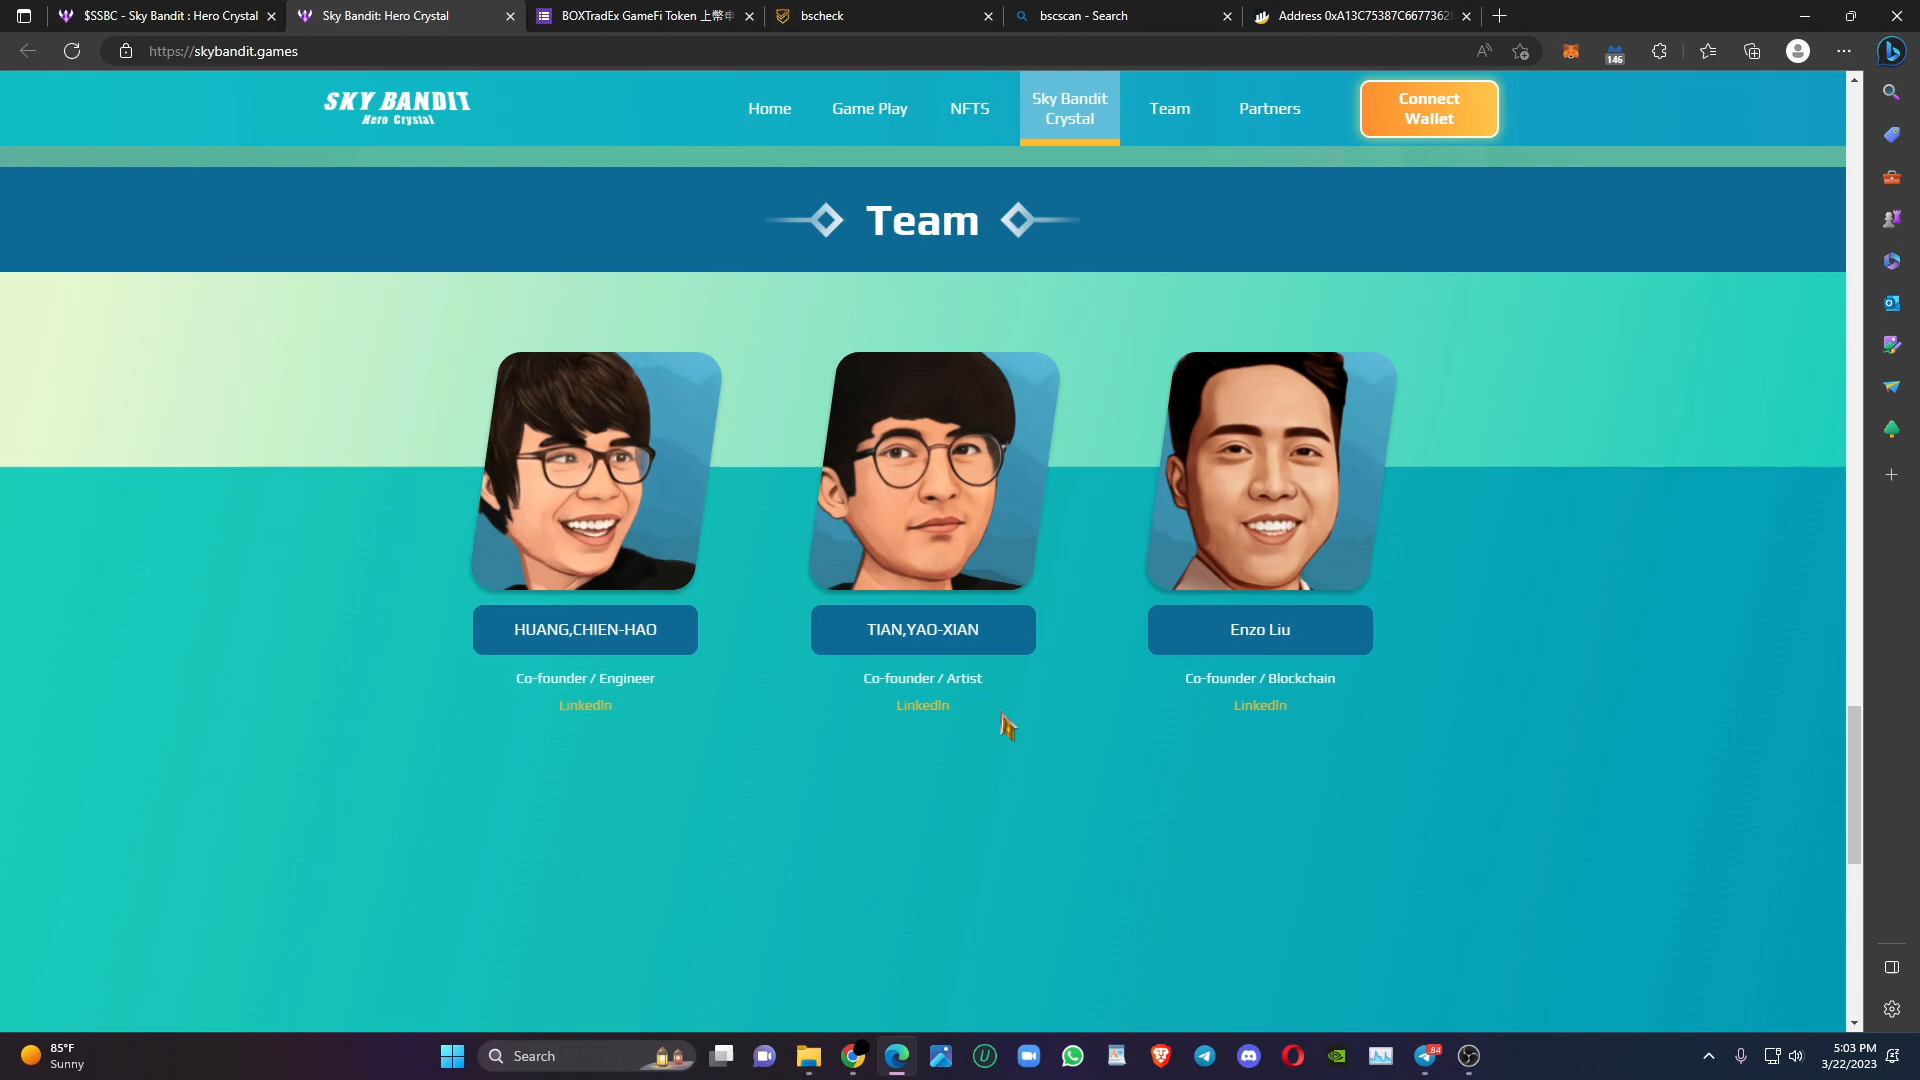 $SSBC - Sky Bandit : Hero Crystal
Sky Bandit: Hero Crystal
BOXTradEx GameFi Token 上幣申
bscheck
bscscan - Search
Address 0xA13C75387C6677362
https://skybandit.games
146
SKY BANDIT
Hero Crystal
Home
Game Play
NFTS
Sky Bandit
Crystal
Team
Partners
Connect
Wallet
Team
HUANG,CHIEN-HAO
TIAN,YAO-XIAN
Enzo Liu
Co-founder / Engineer
Co-founder / Artist
Co-founder / Blockchain
LinkedIn
LinkedIn
LinkedIn
85°F
Sunny
Search
84
5:03 PM
3/22/2023